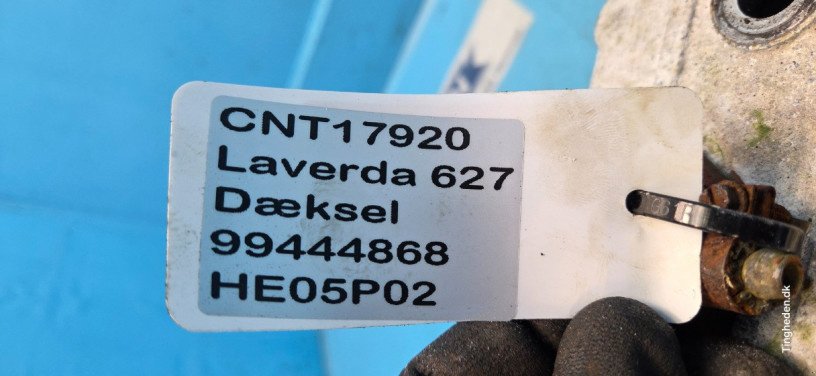 CNT17920
Laverda 627
Dæksel
99444868
HE05P02
Tingheden.dk